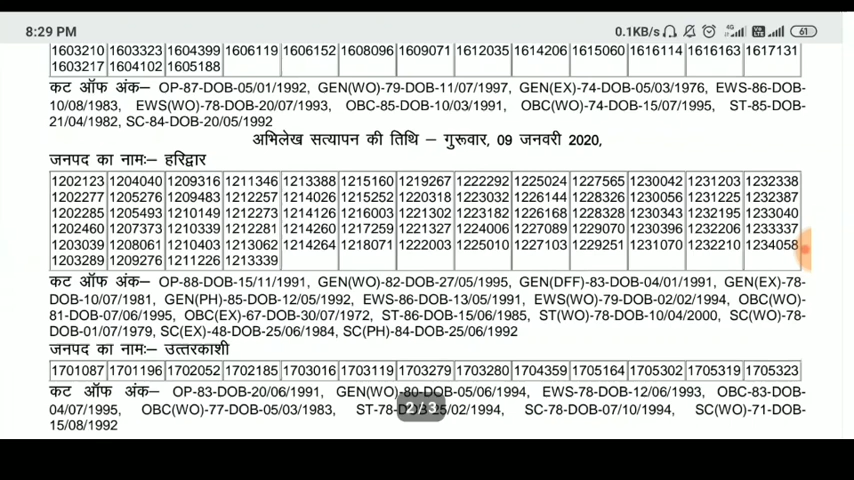 8:29 PM 0.1KB/s 4G 61
1603210 1603323 1604399 1606119 1606152 1608096 1609071 1612035 1614206 1615060 1616114 1616163 1617131
1603217 1604102 1605188
कट ऑफ अंक– OP-87-DOB-05/01/1992, GEN(WO)-79-DOB-11/07/1997, GEN(EX)-74-DOB-05/03/1976, EWS-86-DOB-
10/08/1983, EWS(WO)-78-DOB-20/07/1993, OBC-85-DOB-10/03/1991, OBC(WO)-74-DOB-15/07/1995, ST-85-DOB-
21/04/1982, SC-84-DOB-20/05/1992
अभिलेख सत्यापन की तिथि – गुरूवार, 09 जनवरी 2020,
जनपद का नामः– हरिद्वार
1202123 1204040 1209316 1211346 1213388 1215160 1219267 1222292 1225024 1227565 1230042 1231203 1232338
1202277 1205276 1209483 1212257 1214026 1215252 1220318 1223032 1226144 1228326 1230056 1231225 1232387
1202285 1205493 1210149 1212273 1214126 1216003 1221302 1223182 1226168 1228328 1230343 1232195 1233040
1202460 1207373 1210339 1212281 1214260 1217259 1221327 1224006 1227089 1229070 1230396 1232206 1233337
1203039 1208061 1210403 1213062 1214264 1218071 1222003 1225010 1227103 1229251 1231070 1232210 1234058
1203289 1209276 1211226 1213339
कट ऑफ अंक– OP-88-DOB-15/11/1991, GEN(WO)-82-DOB-27/05/1995, GEN(DFF)-83-DOB-04/01/1991, GEN(EX)-78-
DOB-10/07/1981, GEN(PH)-85-DOB-12/05/1992, EWS-86-DOB-13/05/1991, EWS(WO)-79-DOB-02/02/1994, OBC(WO)-
81-DOB-07/06/1995, OBC(EX)-67-DOB-30/07/1972, ST-86-DOB-15/06/1985, ST(WO)-78-DOB-10/04/2000, SC(WO)-78-
DOB-01/07/1979, SC(EX)-48-DOB-25/06/1984, SC(PH)-84-DOB-25/06/1992
जनपद का नामः– उत्तरकाशी
1701087 1701196 1702052 1702185 1703016 1703119 1703279 1703280 1704359 1705164 1705302 1705319 1705323
कट ऑफ अंक– OP-83-DOB-20/06/1991, GEN(WO)-80-DOB-05/06/1994, EWS-78-DOB-12/06/1993, OBC-83-DOB-
04/07/1995, OBC(WO)-77-DOB-05/03/1983, ST-78- /02/1994, SC-78-DOB-07/10/1994, SC(WO)-71-DOB-
15/08/1992
2 / 3